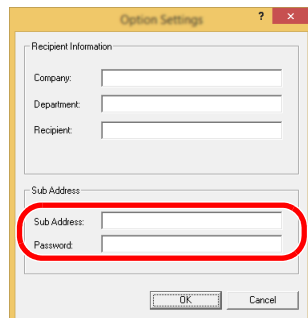 Option Settings
? ×
Recipient Information
Company:
Department:
Recipient:
Sub Address
Sub Address:
Password:
OK Cancel